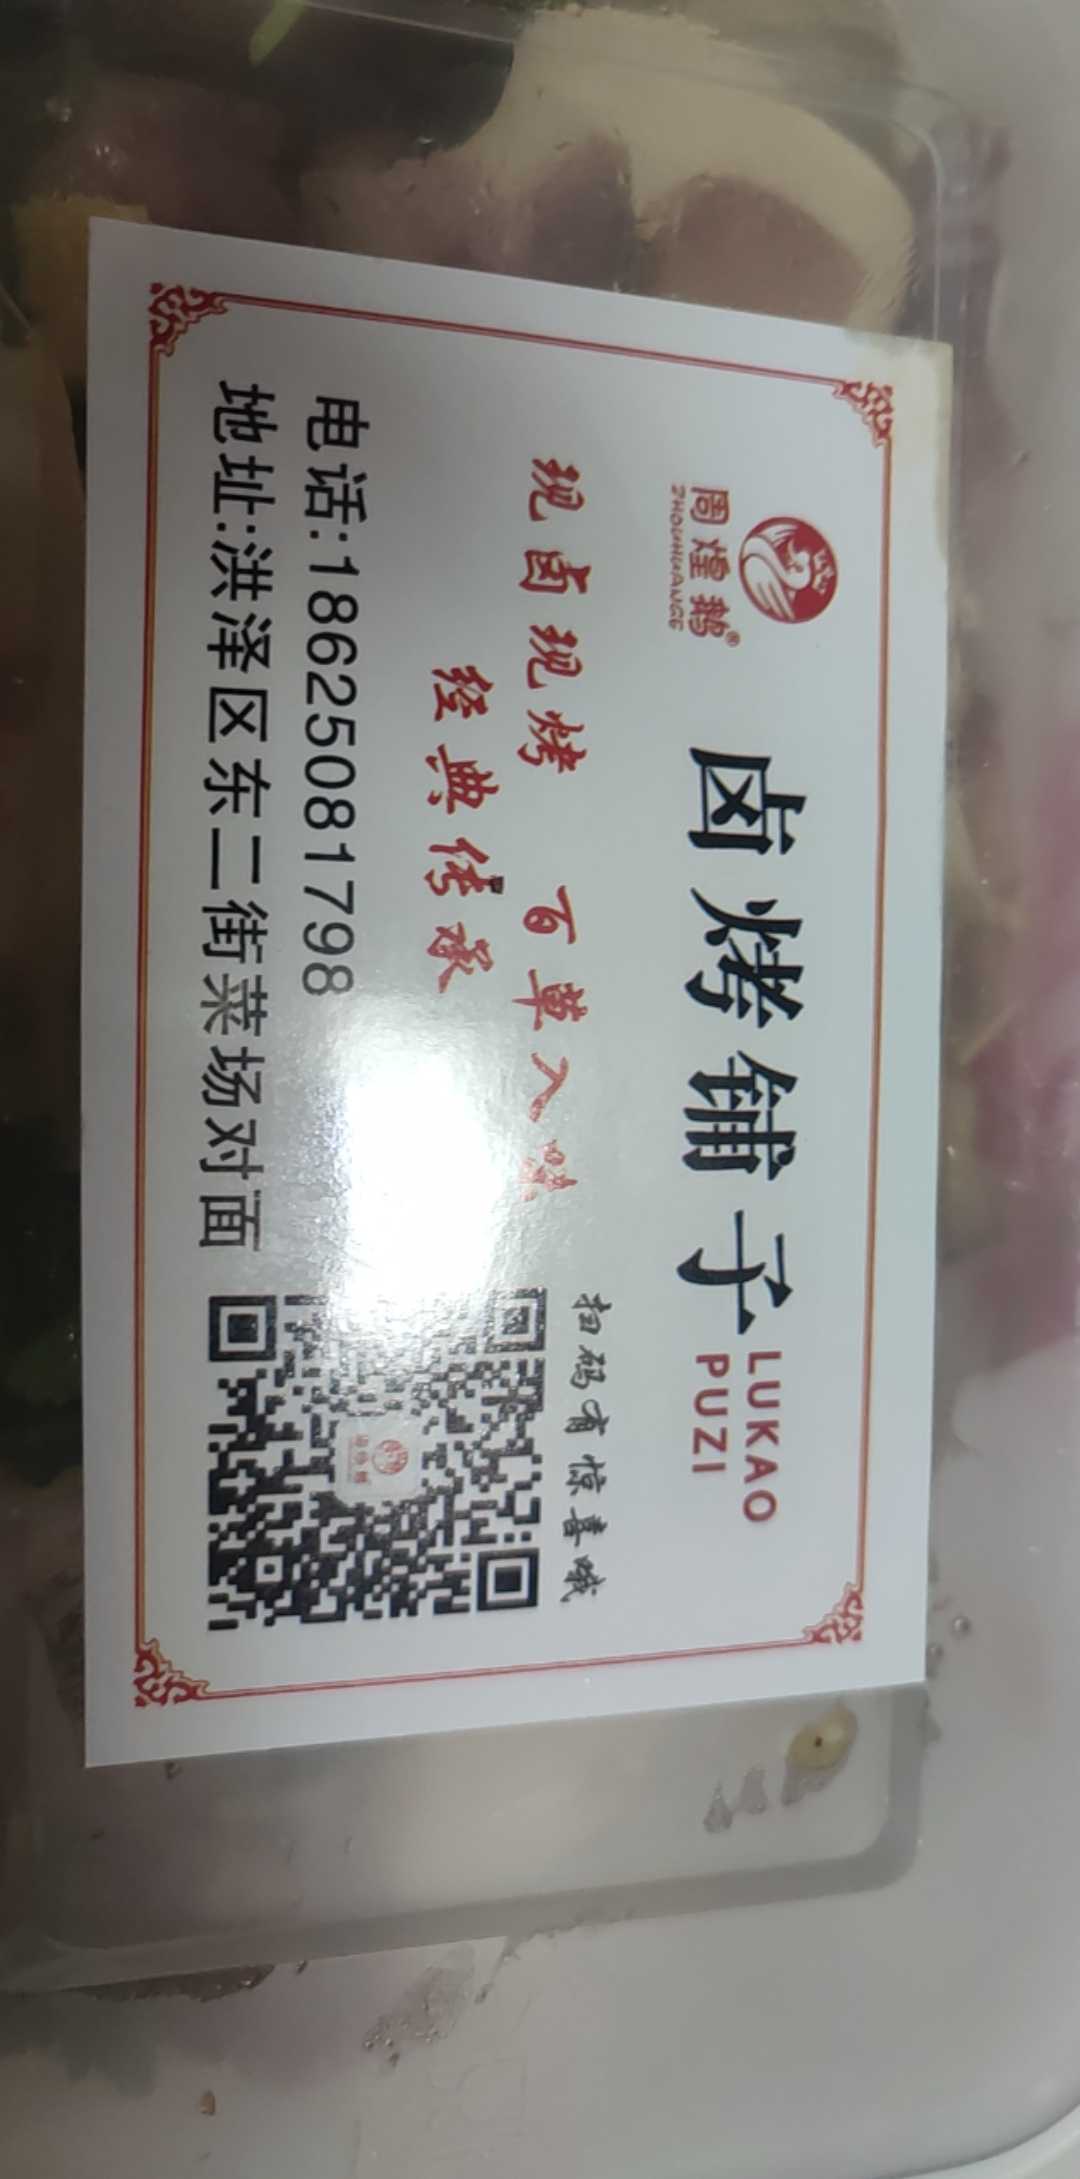 周煌鹅®
ZHOUHUANGE
卤烤铺子
LUKAO
PUZI
现卤现烤 百草入味
经典传承
扫码有惊喜哦
电话:18625081798
地址:洪泽区东二街菜场对面